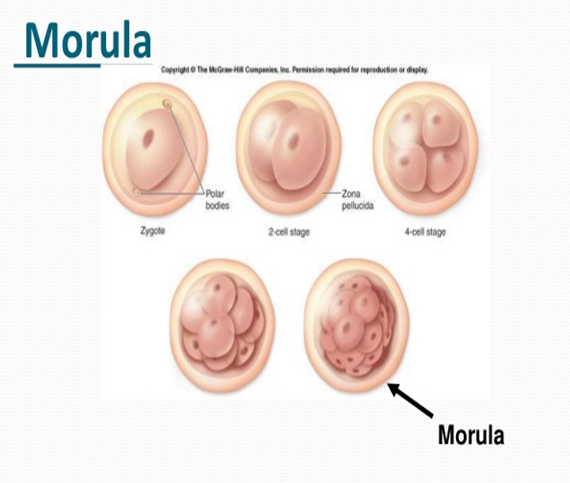 Morula
Copyright © The McGraw-Hill Companies, Inc. Permission required for reproduction or display.
Polar
bodies
Zona
pellucida
Zygote
2-cell stage
4-cell stage
Morula